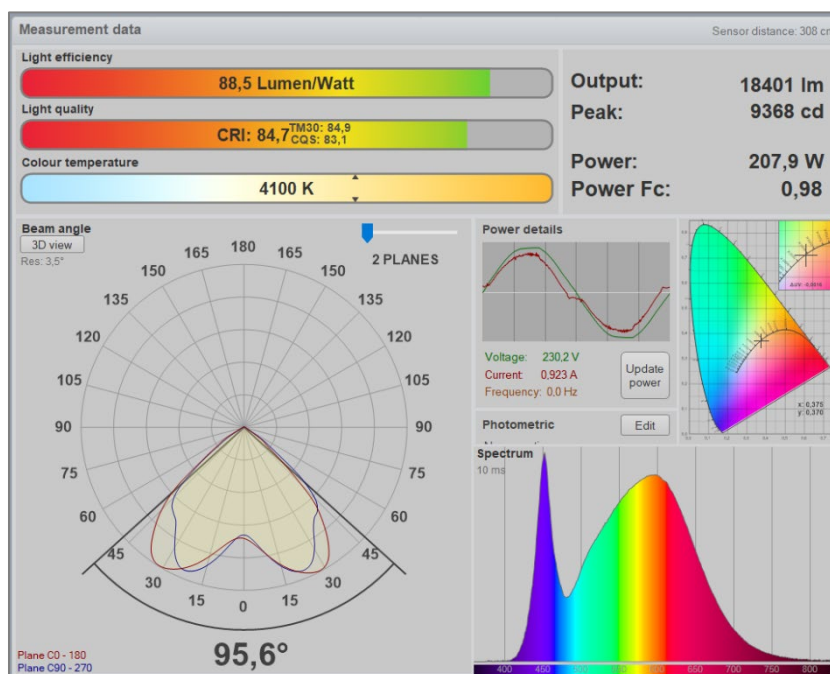 Measurement data
Sensor distance: 308 cm
Light efficiency
88,5 Lumen/Watt
Light quality
CRI: 84,7 TM30: 84,9
CQS: 83,1
Colour temperature
4100 K
Output: 18401 lm
Peak: 9368 cd
Power: 207,9 W
Power Fc: 0,98
Beam angle
3D view
Res: 3,5°
2 PLANES
180
165 165
150 150
135 135
120 120
105 105
90 90
75 75
60 60
45 45
30 30
15 15
0
95,6°
Plane C0 - 180
Plane C90 - 270
Power details
Voltage: 230,2 V
Current: 0,923 A
Frequency: 0,0 Hz
Update
power
x: 0,375
y: 0,370
Photometric
Edit
Spectrum
10 ms
400 450 500 550 600 650 700 750 800